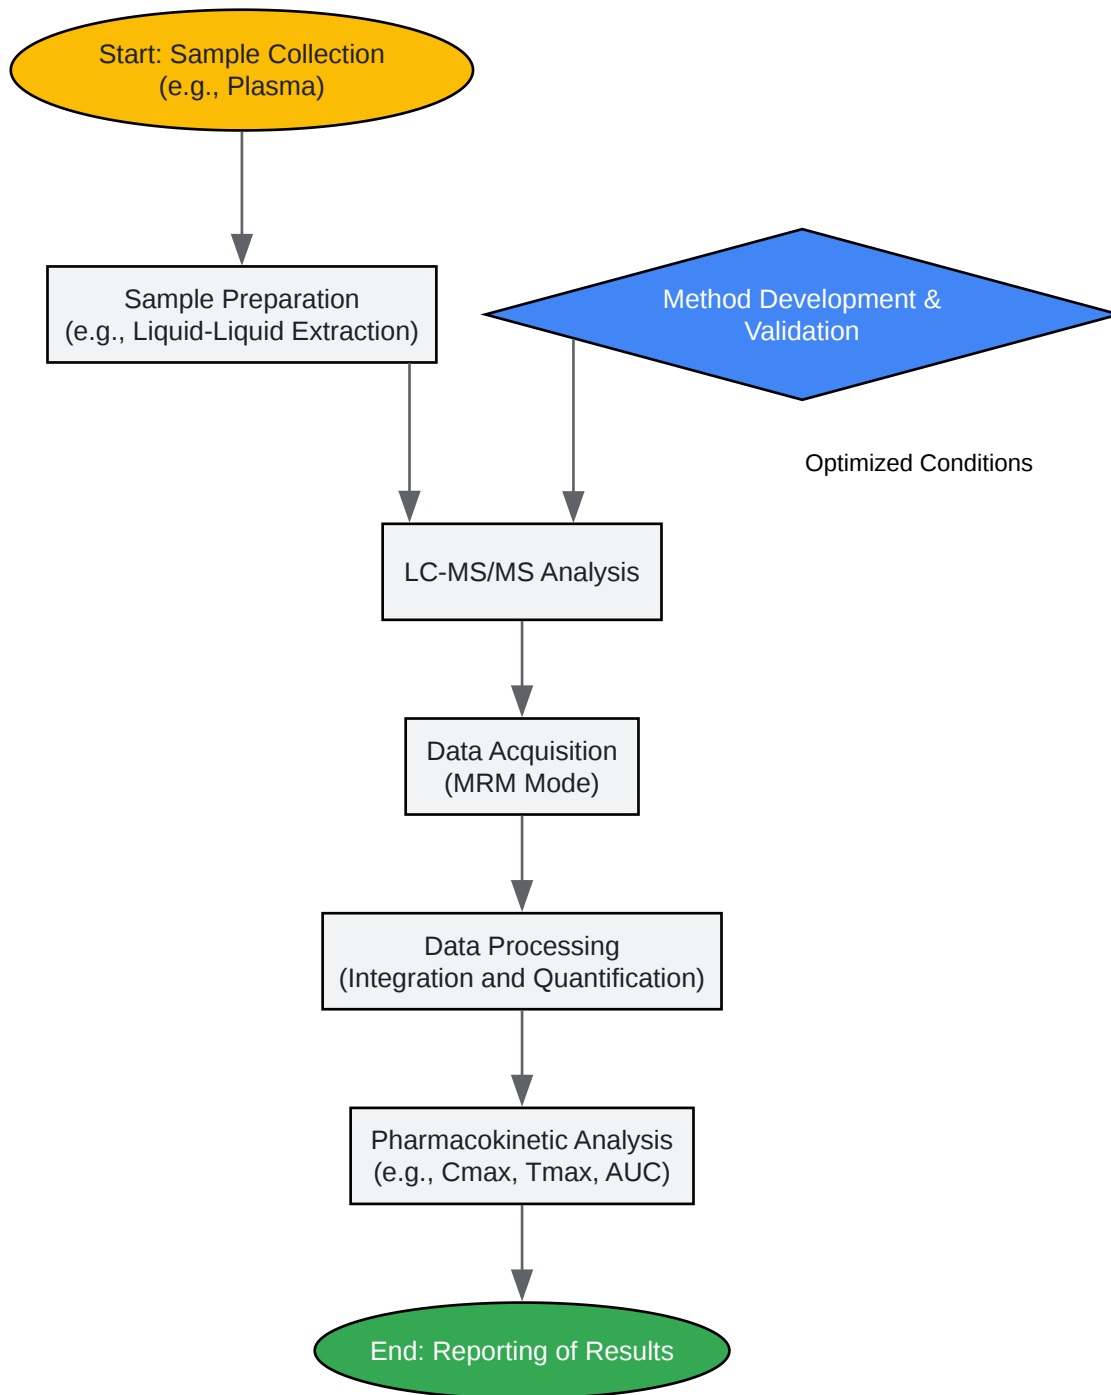 Start: Sample Collection
(e.g., Plasma)
Sample Preparation
(e.g., Liquid-Liquid Extraction)
Method Development &
Validation
Optimized Conditions
LC-MS/MS Analysis
Data Acquisition
(MRM Mode)
Data Processing
(Integration and Quantification)
Pharmacokinetic Analysis
(e.g., Cmax, Tmax, AUC)
End: Reporting of Results